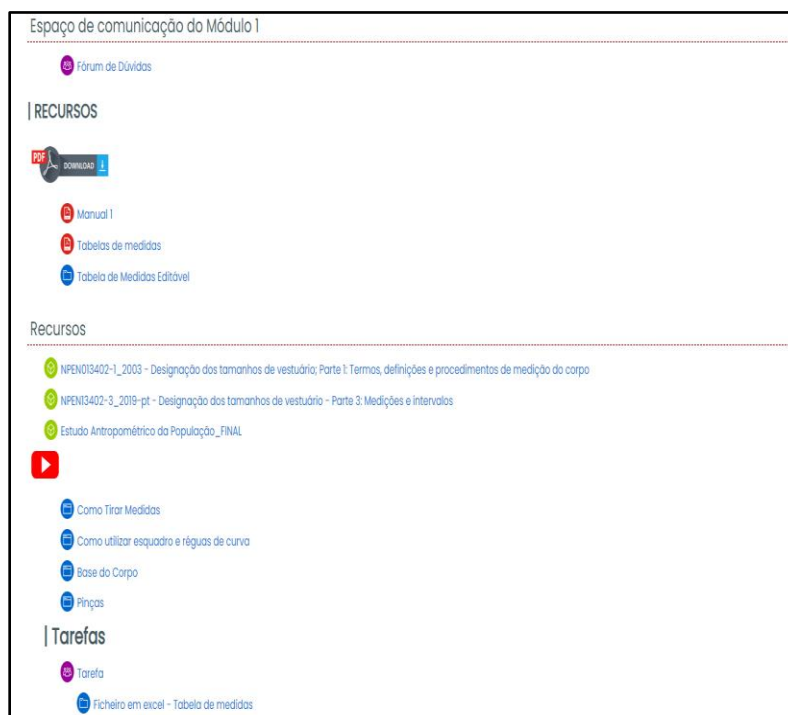 Espaço de comunicação do Módulo 1
Fórum de Dúvidas
| RECURSOS
PDF DOWNLOAD
Manual 1
Tabelas de medidas
Tabela de Medidas Editável
Recursos
NPEN013402-1_2003 - Designação dos tamanhos de vestuário; Parte 1: Termos, definições e procedimentos de medição do corpo
NPEN13402-3_2019-pt - Designação dos tamanhos de vestuário - Parte 3: Medições e intervalos
Estudo Antropométrico da População_FINAL
Como Tirar Medidas
Como utilizar esquadro e réguas de curva
Base do Corpo
Pinças
| Tarefas
Tarefa
Ficheiro em excel - Tabela de medidas